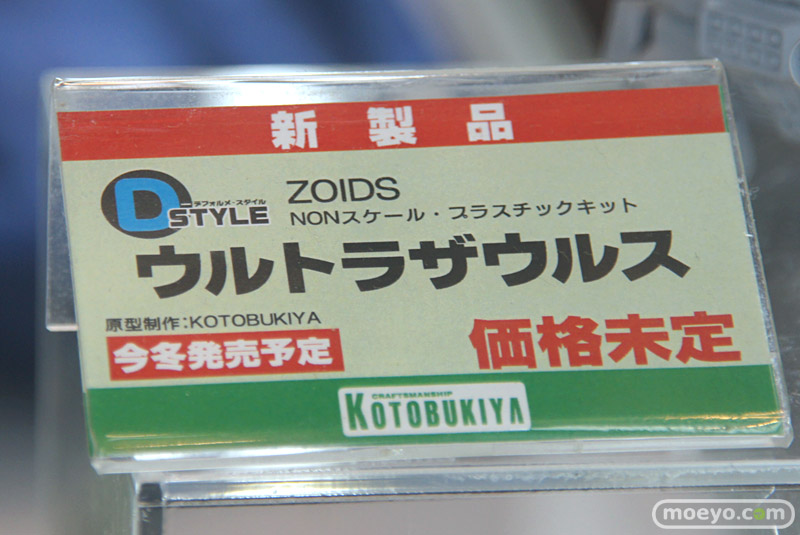 新製品
D-STYLE
デフォルメ・スタイル
ZOIDS
NONスケール・プラスチックキット
ウルトラザウルス
原型制作:KOTOBUKIYA
今冬発売予定
価格未定
CRAFTSMANSHIP
KOTOBUKIYA
moeyo.com